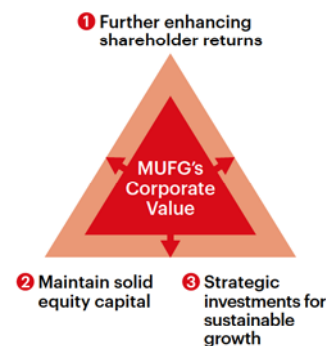 ❶ Further enhancing
shareholder returns
MUFG's
Corporate
Value
❷ Maintain solid
equity capital
❸ Strategic
investments for
sustainable
growth